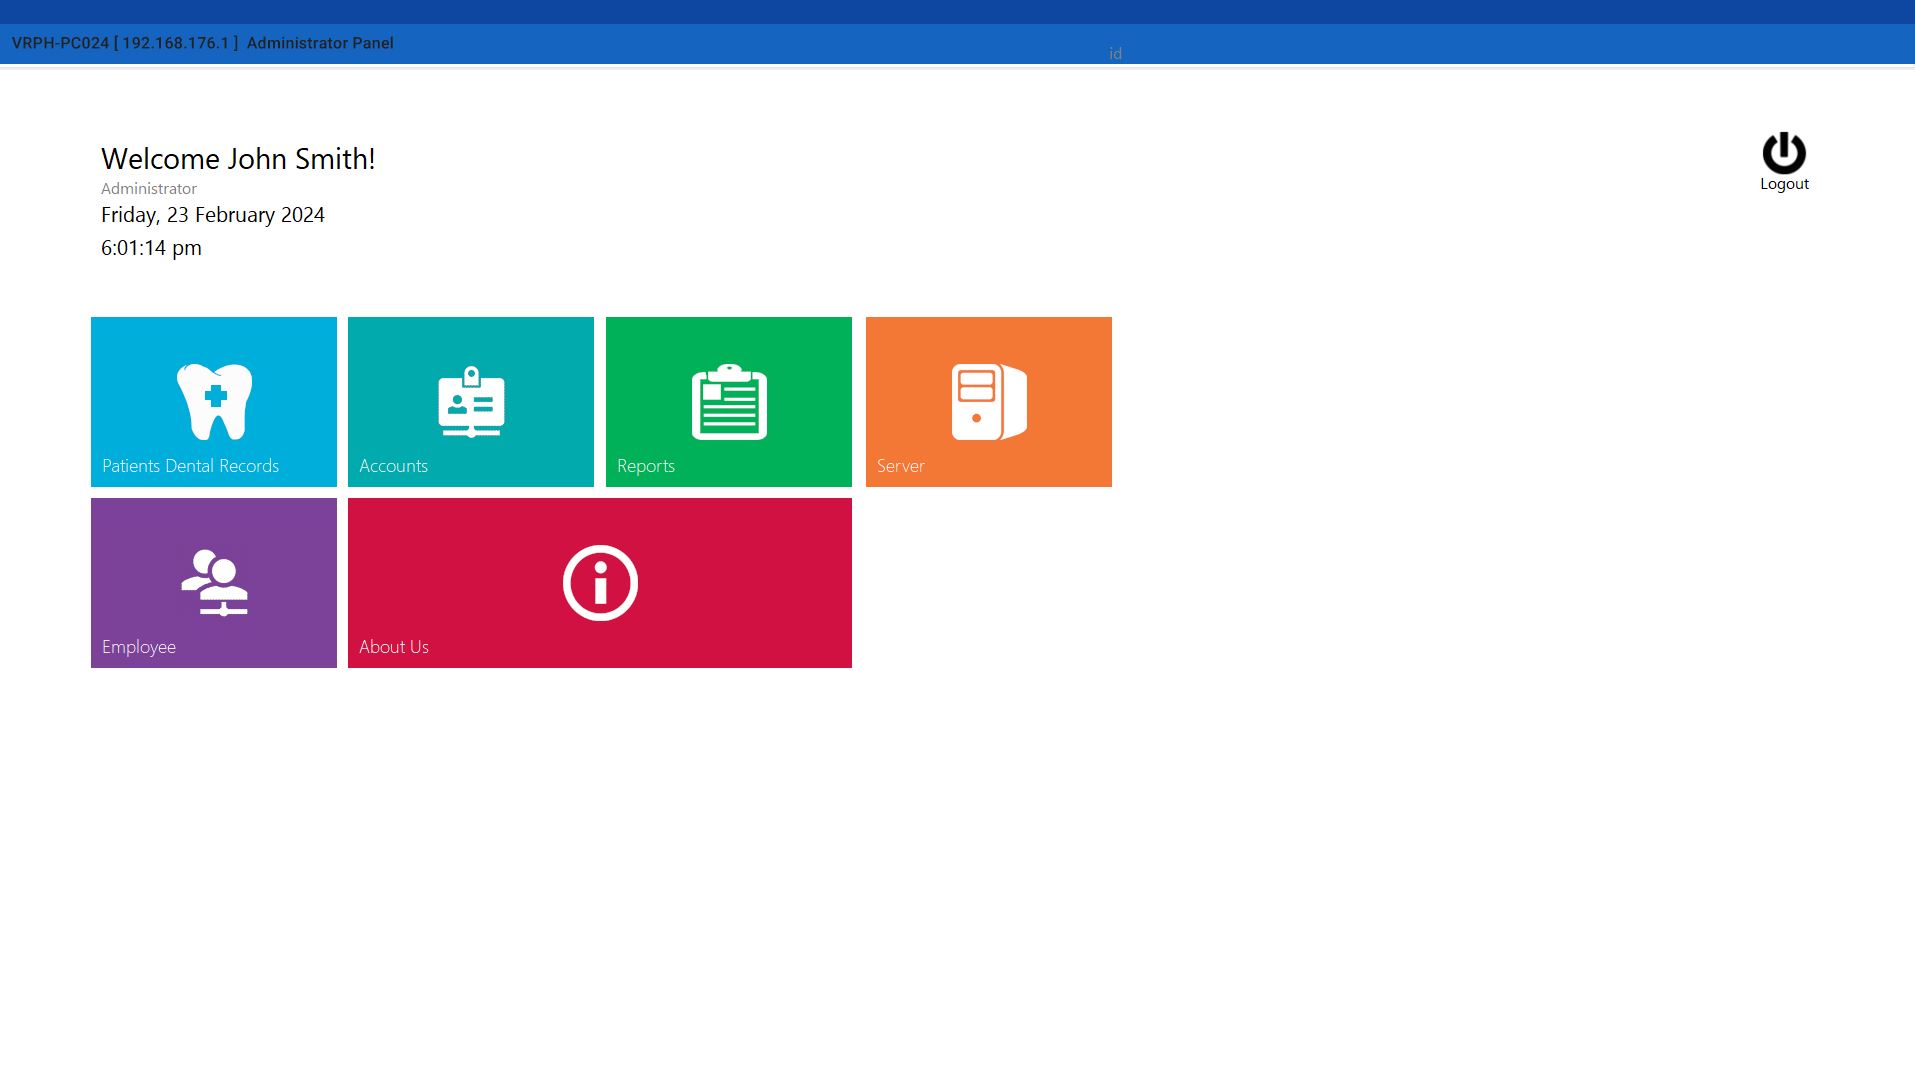 VRPH-PC024 [ 192.168.176.1 ] Administrator Panel
id
Welcome John Smith!
Administrator
Friday, 23 February 2024
6:01:14 pm
Logout
Patients Dental Records
Accounts
Reports
Server
Employee
About Us